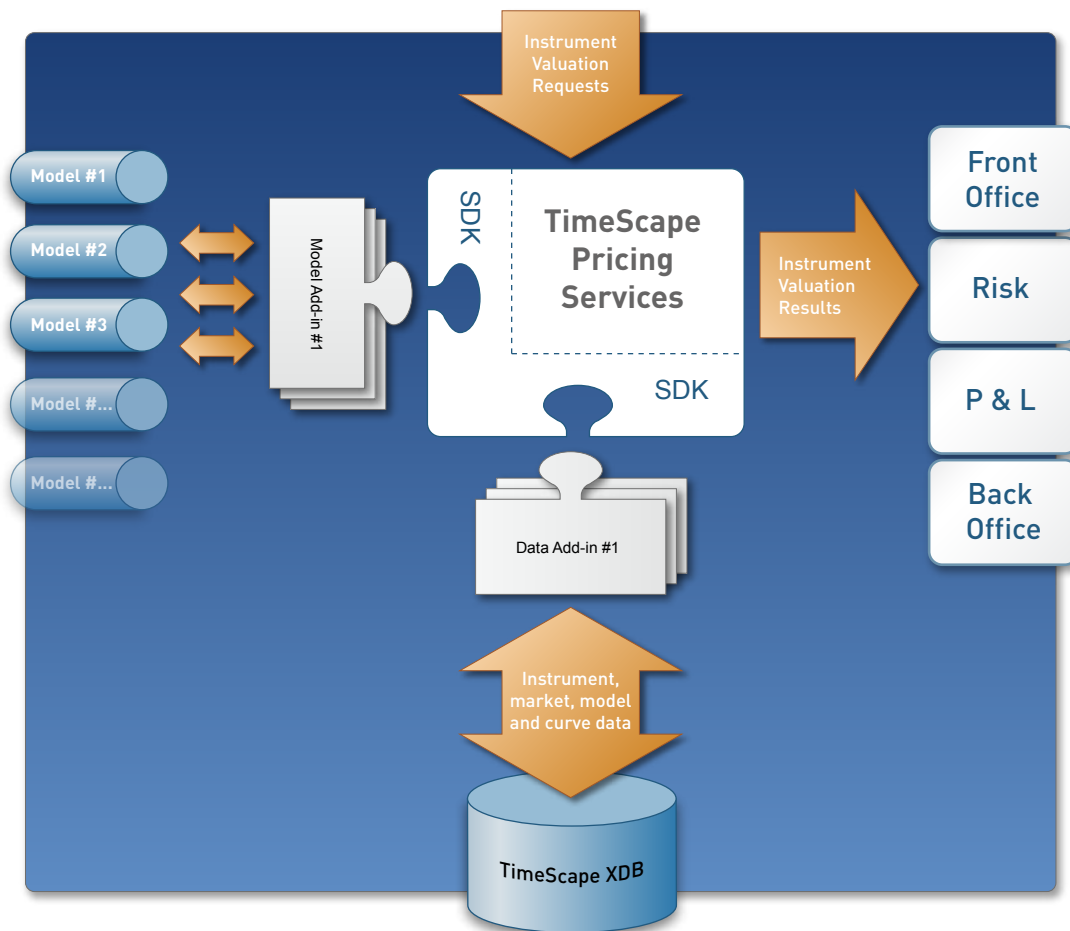 Instrument
Valuation
Requests
Model #1
Model #2
Model #3
Model #...
Model #...
Model Add-in #1
SDK
TimeScape
Pricing
Services
SDK
Instrument
Valuation
Results
Front
Office
Risk
P & L
Back
Office
Data Add-in #1
Instrument,
market, model
and curve data
TimeScape XDB